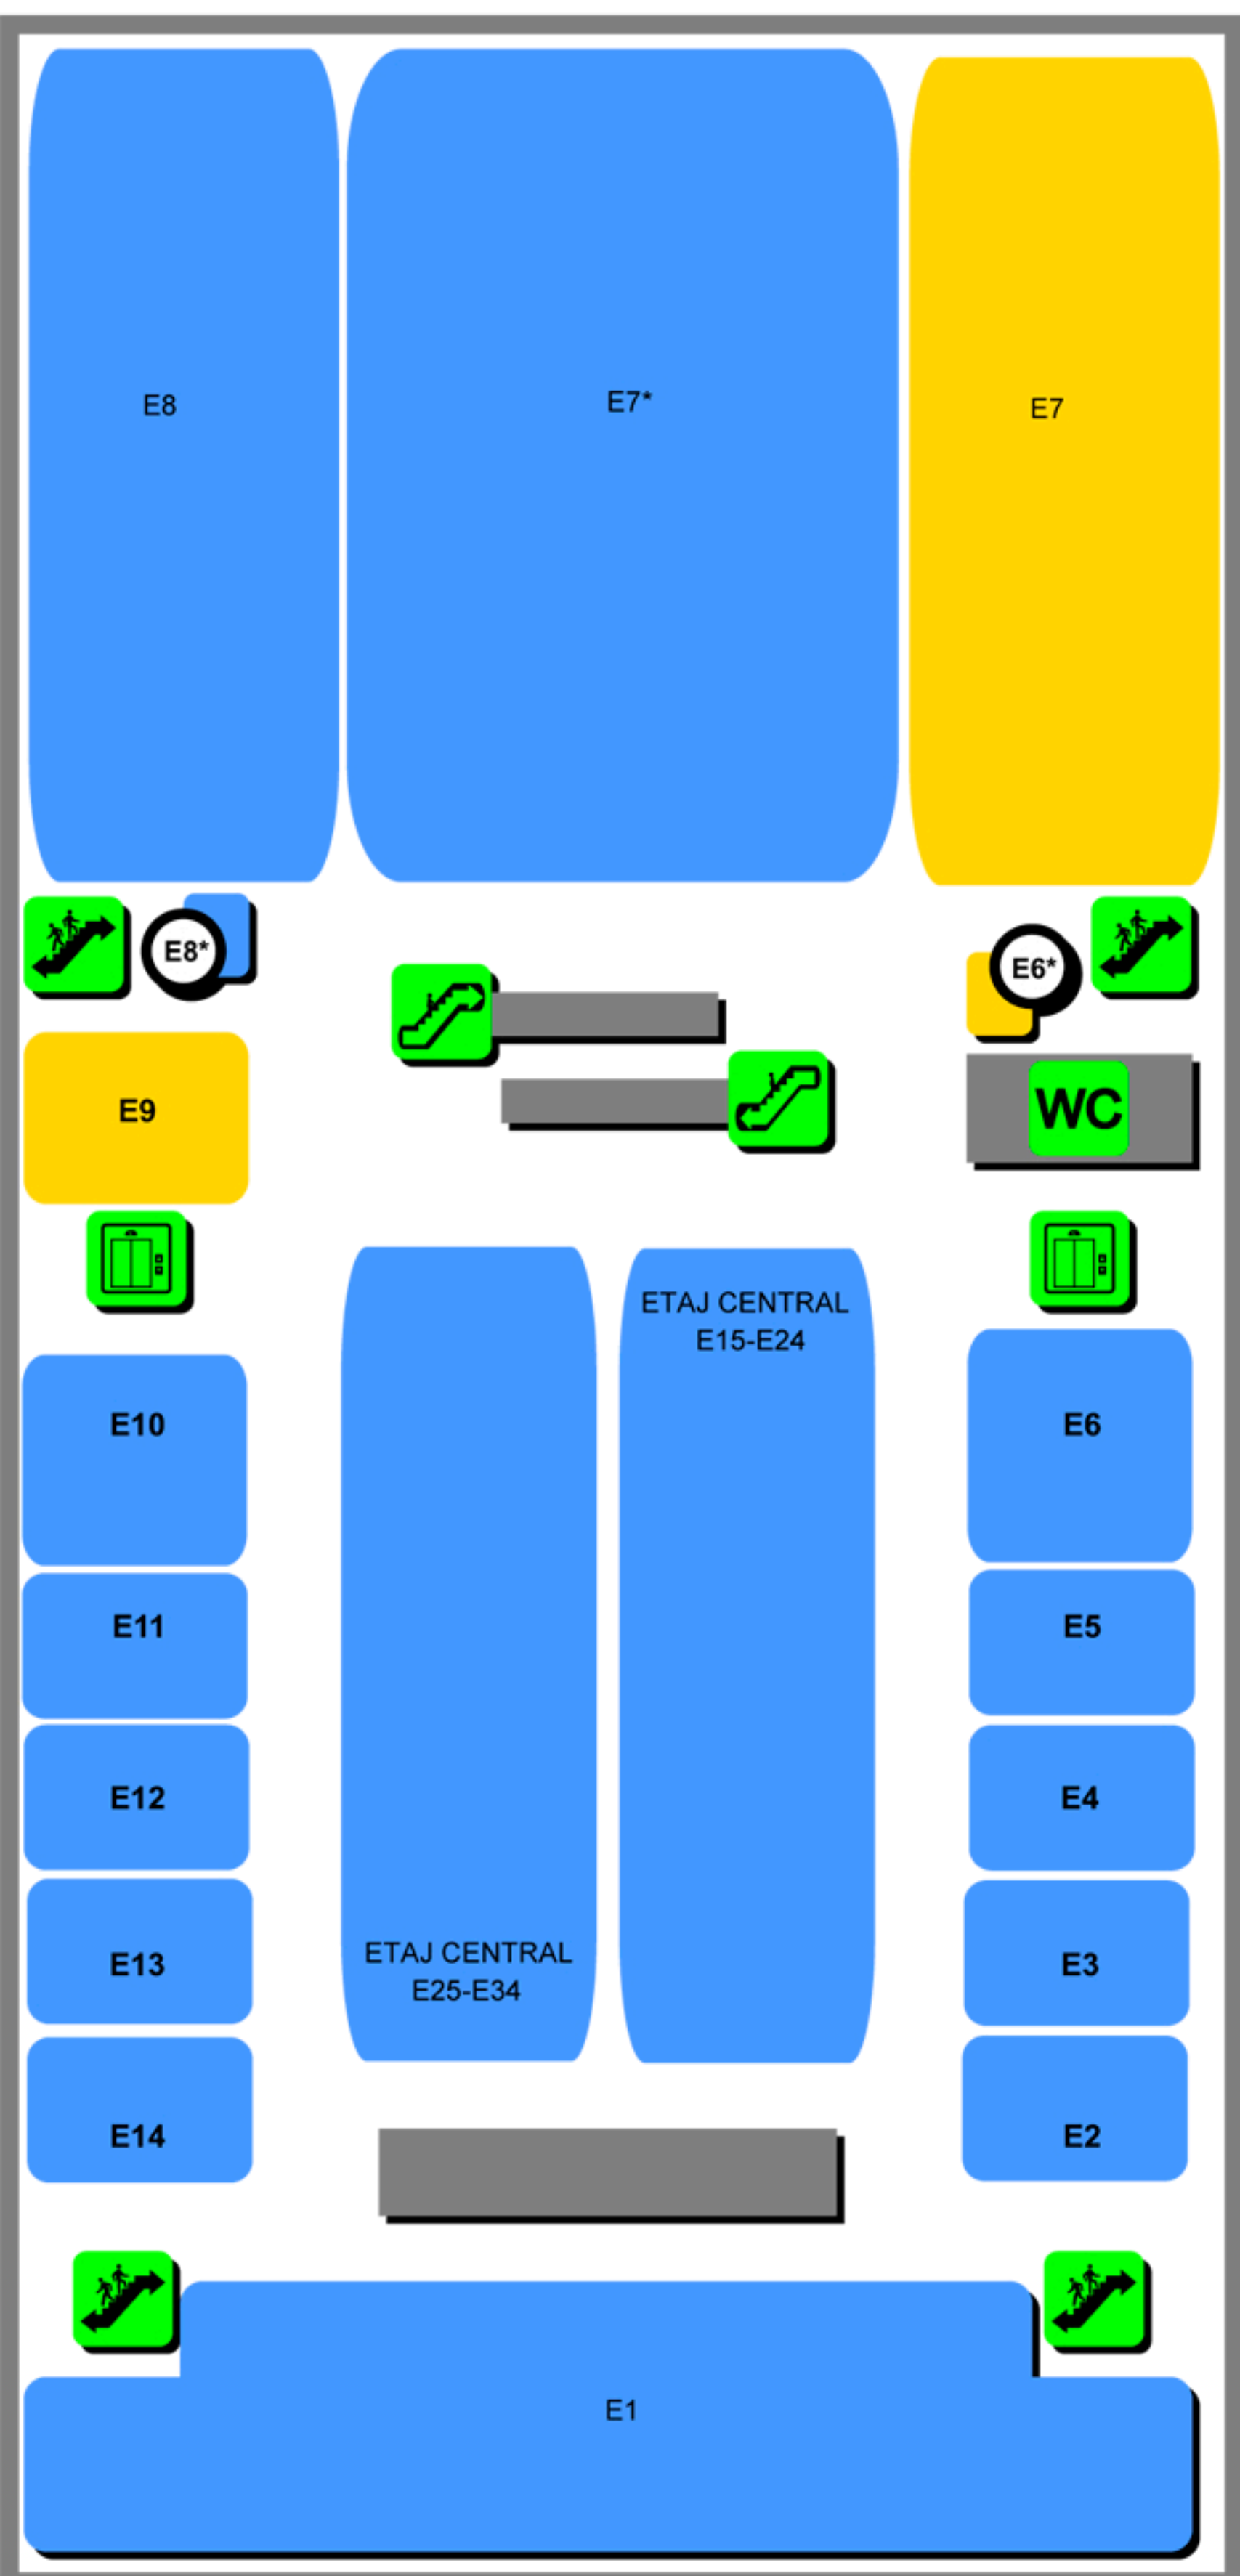 E8
E7*
E7
E8*
E6*
E9
WC
ETAJ CENTRAL
E15-E24
E10
E6
E11
E5
E12
E4
ETAJ CENTRAL
E25-E34
E13
E3
E14
E2
E1